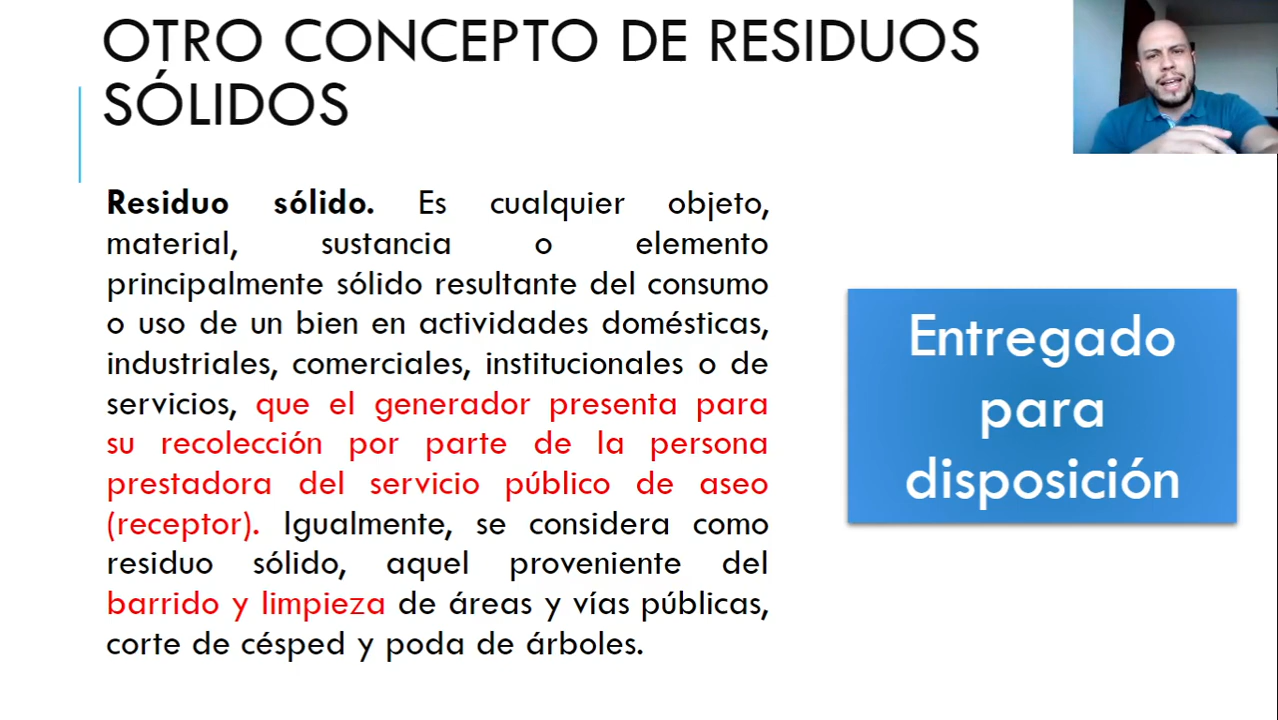 OTRO CONCEPTO DE RESIDUOS
SÓLIDOS
Residuo sólido. Es cualquier objeto,
material, sustancia o elemento
principalmente sólido resultante del consumo
o uso de un bien en actividades domésticas,
industriales, comerciales, institucionales o de
servicios, que el generador presenta para
su recolección por parte de la persona
prestadora del servicio público de aseo
(receptor). Igualmente, se considera como
residuo sólido, aquel proveniente del
barrido y limpieza de áreas y vías públicas,
corte de césped y poda de árboles.
Entregado
para
disposición